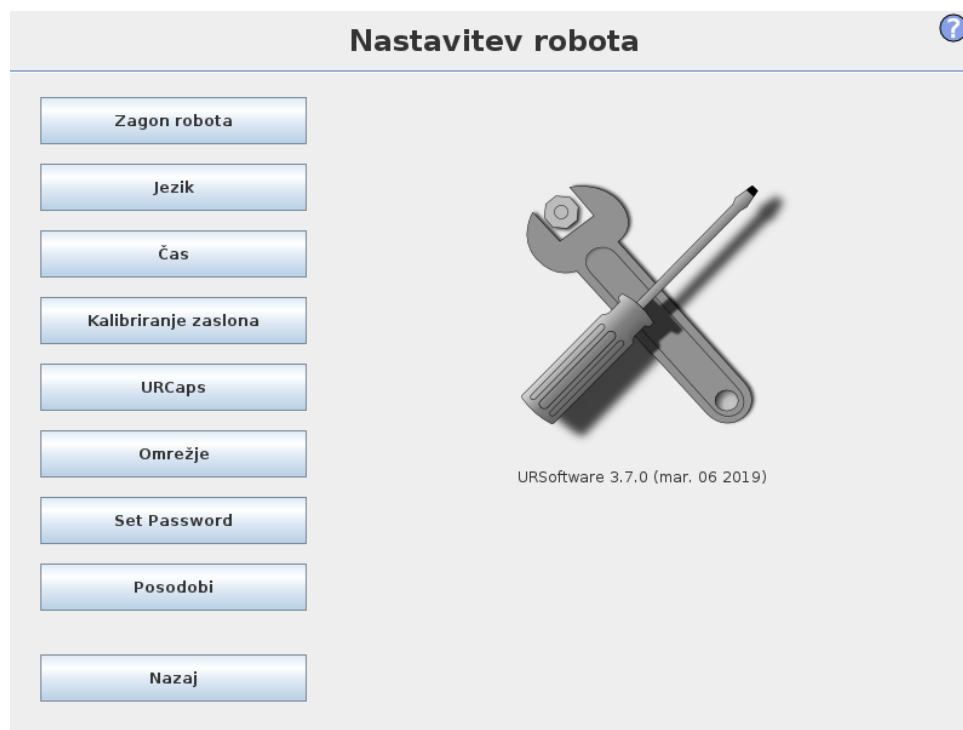 Nastavitev robota
?
Zagon robota
Jezik
Čas
Kalibriranje zaslona
URCaps
Omrežje
Set Password
Posodobi
Nazaj
URSoftware 3.7.0 (mar. 06 2019)